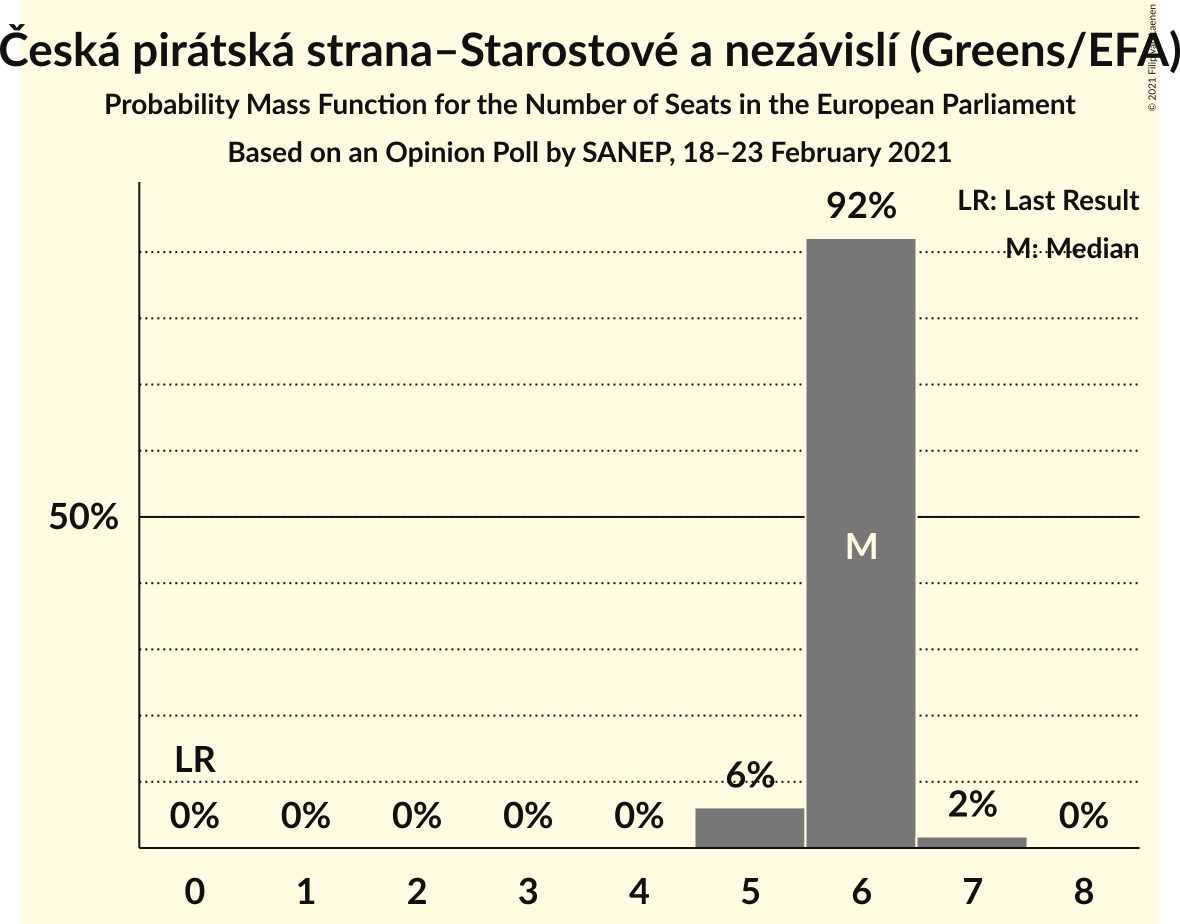 Česká pirátská strana–Starostové a nezávislí (Greens/EFA)
Probability Mass Function for the Number of Seats in the European Parliament
Based on an Opinion Poll by SANEP, 18–23 February 2021
© 2021 Filip
LR: Last Result
M: Median
92%
50%
M
LR
6%
2%
0% 0% 0% 0% 0% 0%
0 1 2 3 4 5 6 7 8